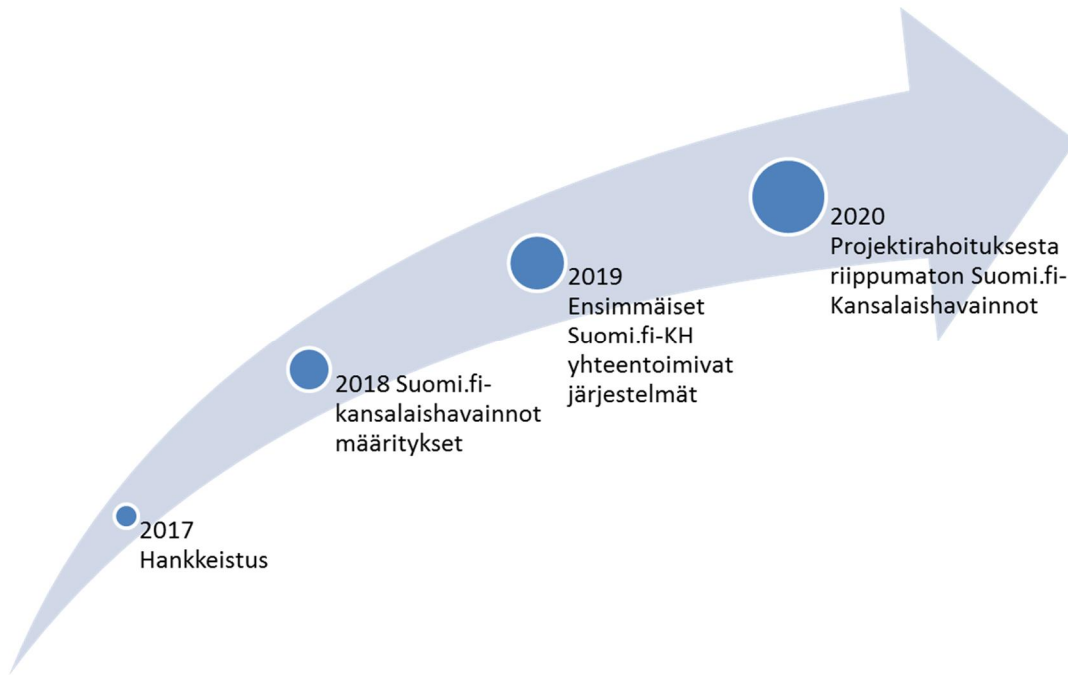 2017
Hankkeistus
2018 Suomi.fi-
kansalaishavainnot
määritykset
2019
Ensimmäiset
Suomi.fi-KH
yhteentoimivat
järjestelmät
2020
Projektirahoituksesta
riippumaton Suomi.fi-
Kansalaishavainnot